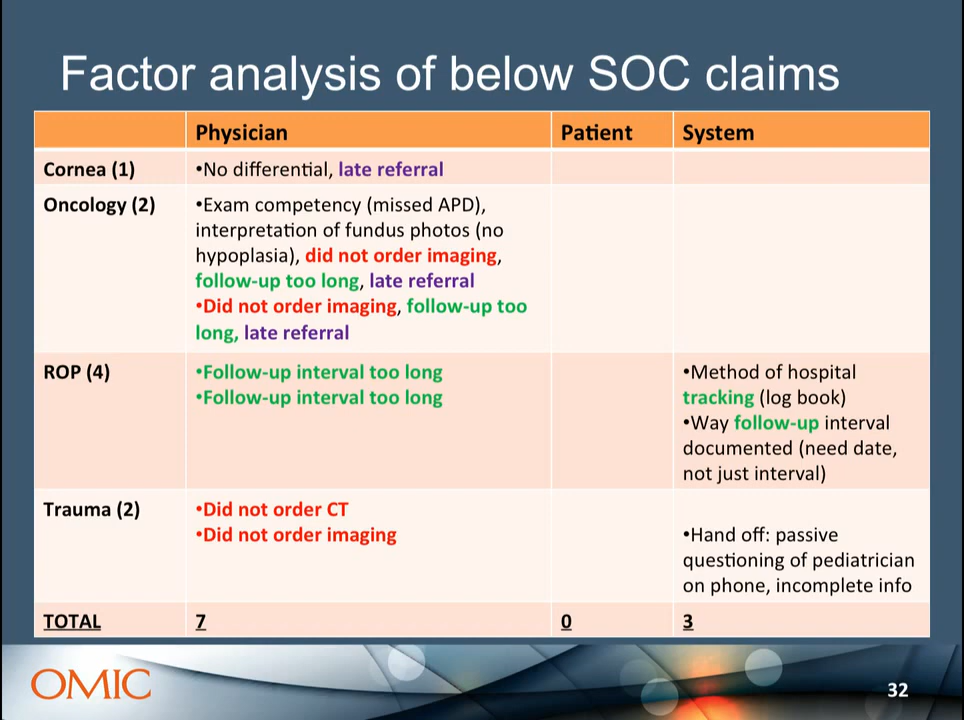 Factor analysis of below SOC claims
Physician Patient System
Cornea (1) •No differential, late referral
Oncology (2) •Exam competency (missed APD),
interpretation of fundus photos (no
hypoplasia), did not order imaging,
follow-up too long, late referral
•Did not order imaging, follow-up too
long, late referral
ROP (4) •Follow-up interval too long
•Follow-up interval too long
•Method of hospital
tracking (log book)
•Way follow-up interval
documented (need date,
not just interval)
Trauma (2) •Did not order CT
•Did not order imaging
•Hand off: passive
questioning of pediatrician
on phone, incomplete info
TOTAL 7 0 3
OMIC
32